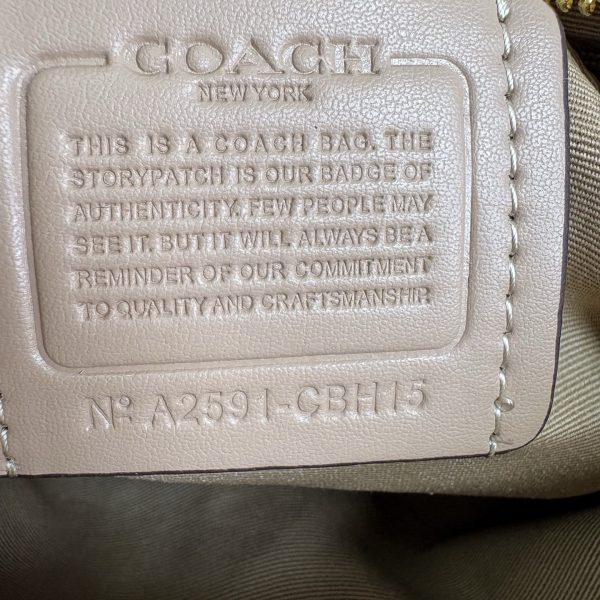 COACH
NEW YORK
THIS IS A COACH BAG. THE
STORYPATCH IS OUR BADGE OF
AUTHENTICITY. FEW PEOPLE MAY
SEE IT. BUT IT WILL ALWAYS BE A
REMINDER OF OUR COMMITMENT
TO QUALITY AND CRAFTSMANSHIP.
Nº A2591-CBH15